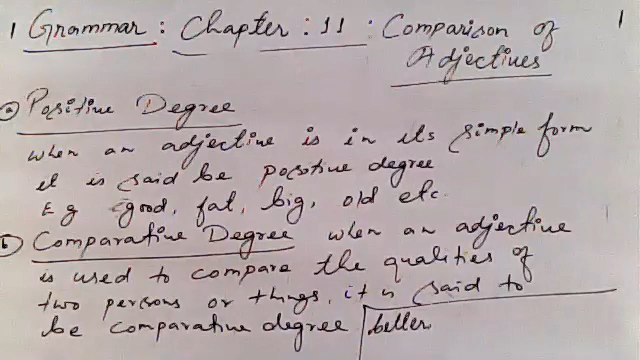 1 Grammar : Chapter : 11 : Comparison of 1
Adjectives
a Positive Degree
when an adjective is in its simple form
it is said be positive degree
Eg good, fat, big, old etc.
b Comparative Degree when an adjective
is used to compare the qualities of
two persons or things, it is said to
be comparative degree better.